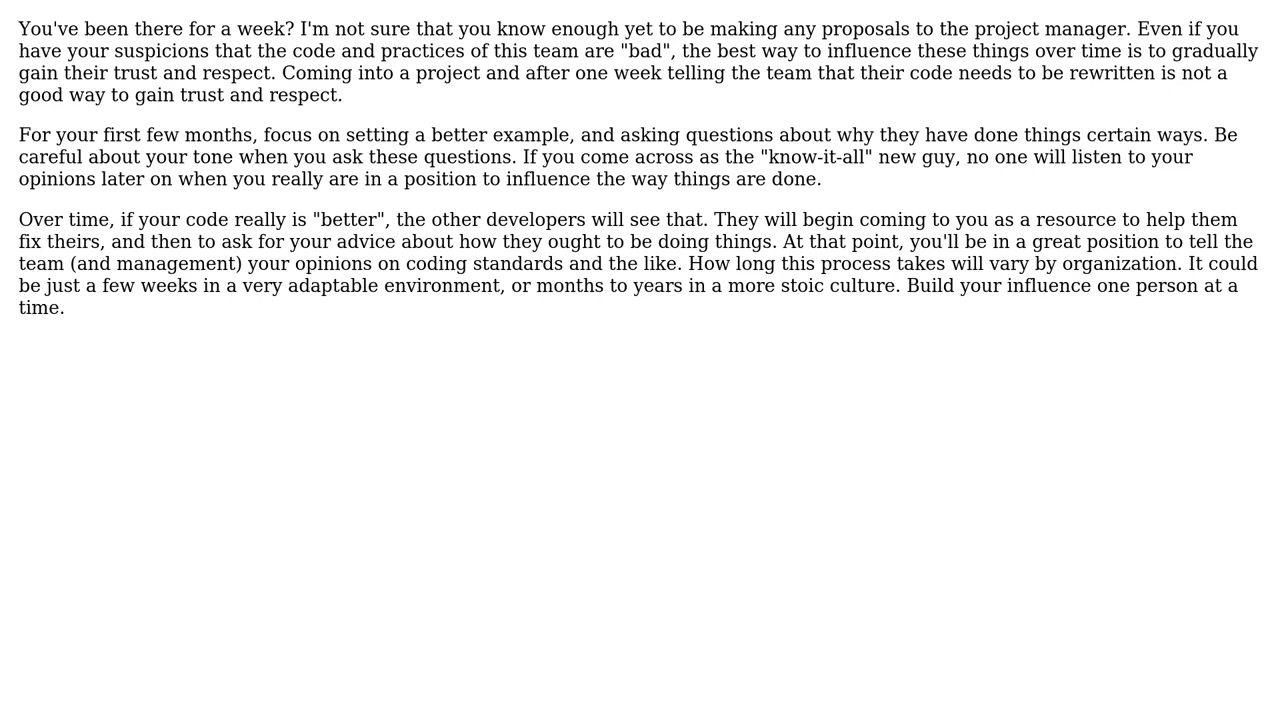 You've been there for a week? I'm not sure that you know enough yet to be making any proposals to the project manager. Even if you
have your suspicions that the code and practices of this team are "bad", the best way to influence these things over time is to gradually
gain their trust and respect. Coming into a project and after one week telling the team that their code needs to be rewritten is not a
good way to gain trust and respect.
For your first few months, focus on setting a better example, and asking questions about why they have done things certain ways. Be
careful about your tone when you ask these questions. If you come across as the "know-it-all" new guy, no one will listen to your
opinions later on when you really are in a position to influence the way things are done.
Over time, if your code really is "better", the other developers will see that. They will begin coming to you as a resource to help them
fix theirs, and then to ask for your advice about how they ought to be doing things. At that point, you'll be in a great position to tell the
team (and management) your opinions on coding standards and the like. How long this process takes will vary by organization. It could
be just a few weeks in a very adaptable environment, or months to years in a more stoic culture. Build your influence one person at a
time.